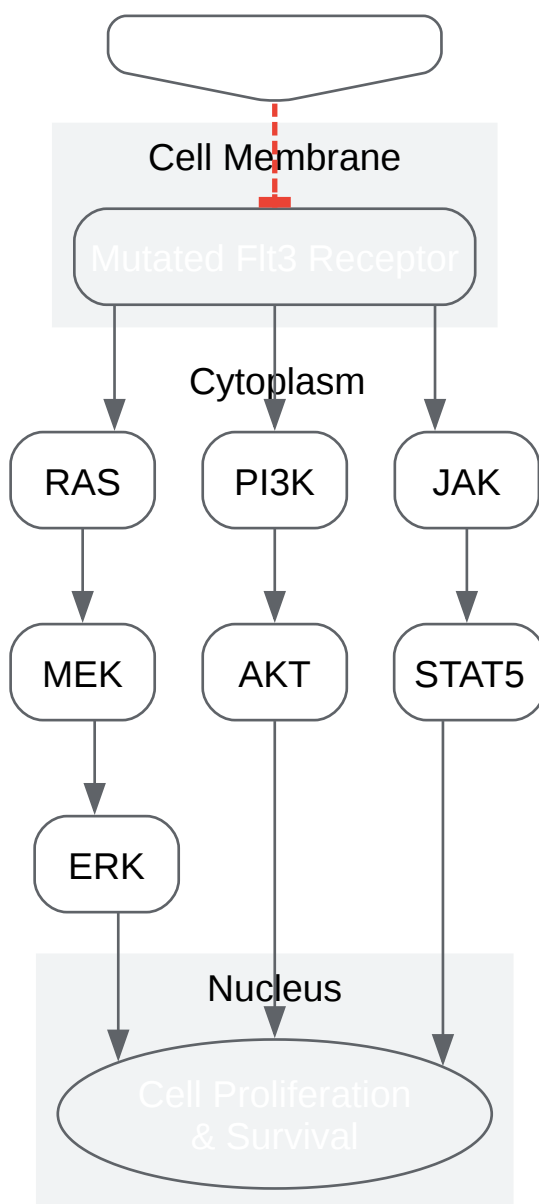 Cell Membrane
Mutated Flt3 Receptor
Cytoplasm
RAS
PI3K
JAK
MEK
AKT
STAT5
ERK
Nucleus
Cell Proliferation
& Survival